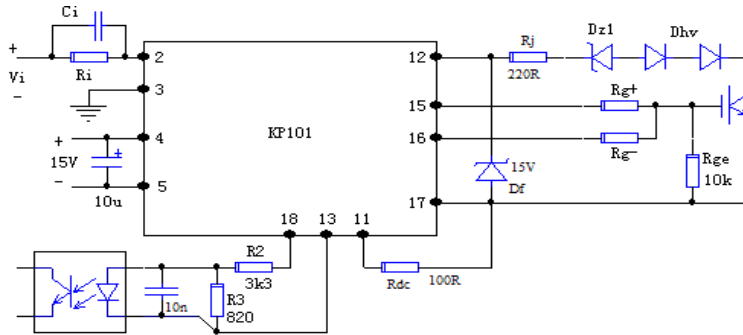 Ci
+
Vi
-
Ri
2
3
+
15V
-
10u
4
5
KP101
12
15
16
17
18
13
11
Rj
220R
Dz1
Dhv
Rg+
Rg-
Rge
10k
15V
Df
Rdc
100R
R2
3k3
R3
820
10n
+